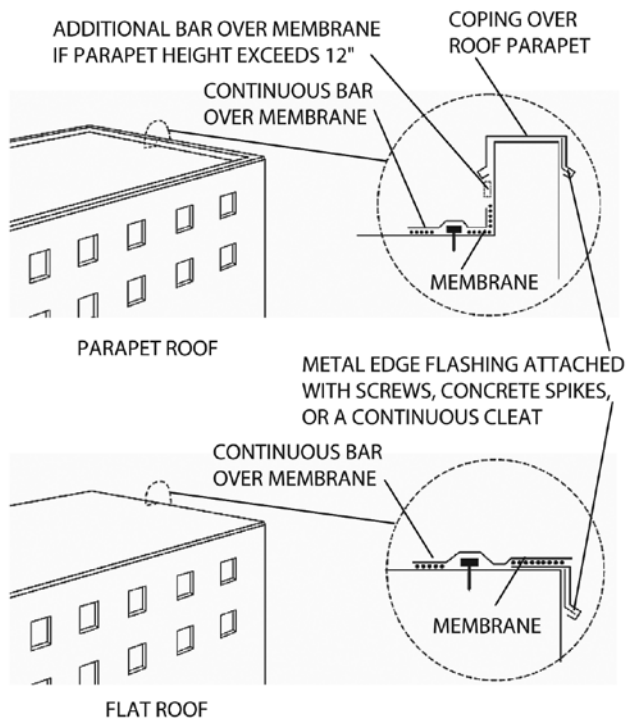 ADDITIONAL BAR OVER MEMBRANE
IF PARAPET HEIGHT EXCEEDS 12"
COPING OVER
ROOF PARAPET
CONTINUOUS BAR
OVER MEMBRANE
MEMBRANE
PARAPET ROOF
METAL EDGE FLASHING ATTACHED
WITH SCREWS, CONCRETE SPIKES,
OR A CONTINUOUS CLEAT
CONTINUOUS BAR
OVER MEMBRANE
MEMBRANE
FLAT ROOF